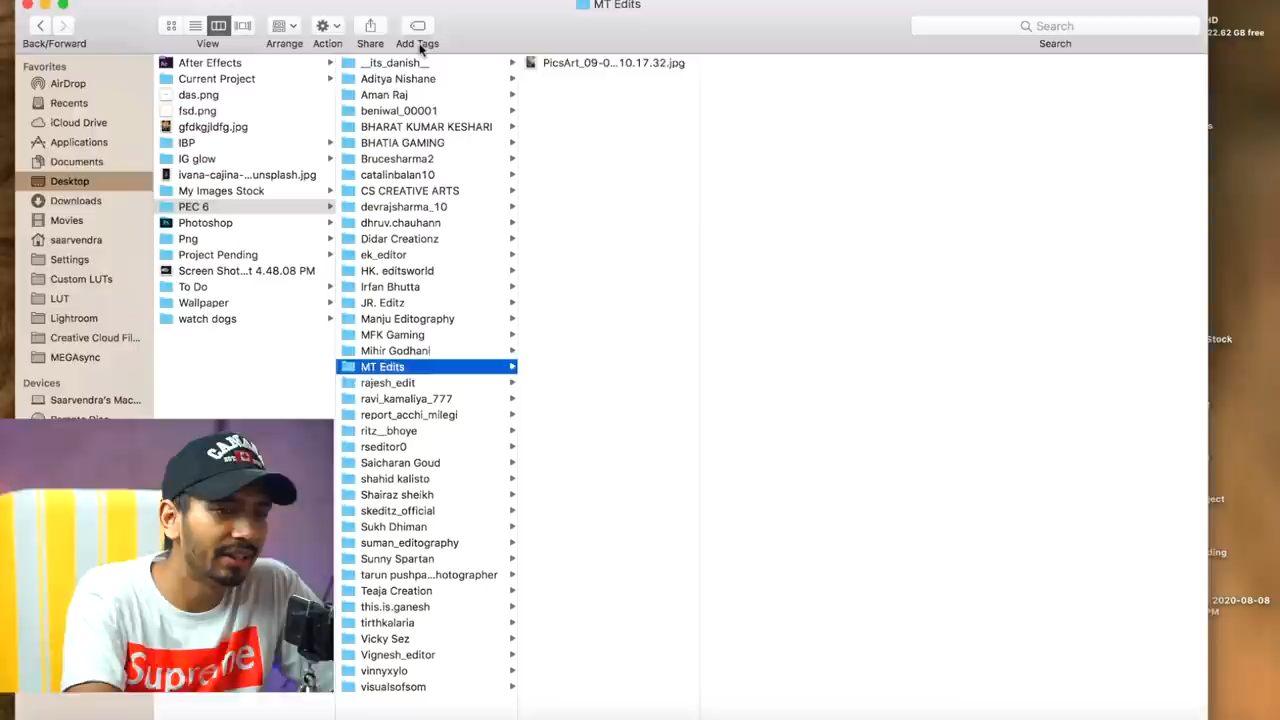 MT Edits
Search
Back/Forward
View
Arrange
Action
Share
Add Tags
Search
HD
22.62 GB free
Favorites
AirDrop
Recents
iCloud Drive
Applications
Documents
Desktop
Downloads
Movies
saarvendra
Settings
Custom LUTs
LUT
Lightroom
Creative Cloud Fil...
MEGAsync
Devices
Saarvendra's Mac...
After Effects
Current Project
das.png
fsd.png
gfdkgjldfg.jpg
IBP
IG glow
ivana-cajina-...unsplash.jpg
My Images Stock
PEC 6
Photoshop
Png
Project Pending
Screen Shot...t 4.48.08 PM
To Do
Wallpaper
watch dogs
__its_danish__
Aditya Nishane
Aman Raj
beniwal_00001
BHARAT KUMAR KESHARI
BHATIA GAMING
Brucesharma2
catalinbalan10
CS CREATIVE ARTS
devrajsharma_10
dhruv.chauhann
Didar Creationz
ek_editor
HK. editsworld
Irfan Bhutta
JR. Editz
Manju Editography
MFK Gaming
Mihir Godhani
MT Edits
rajesh_edit
ravi_kamaliya_777
report_acchi_milegi
ritz__bhoye
rseditor0
Saicharan Goud
shahid kalisto
Shairaz sheikh
skeditz_official
Sukh Dhiman
suman_editography
Sunny Spartan
tarun pushpa...hotographer
Teaja Creation
this.is.ganesh
tirthkalaria
Vicky Sez
Vignesh_editor
vinnyxylo
visualsofsom
PicsArt_09-0...10.17.32.jpg
Stock
ject
ding
2020-08-08
PM
Supreme